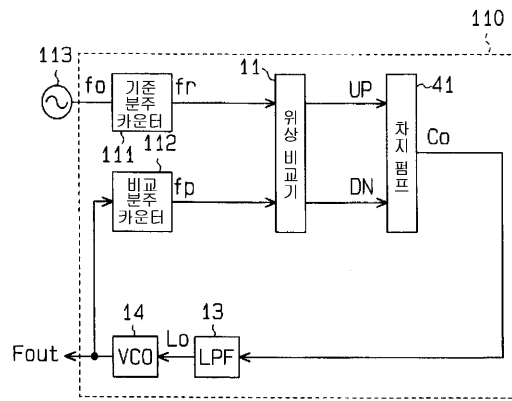 110
113
fo
기준
분주
카운터
111
fr
11
위상 비교기
UP
41
차지 펌프
Co
112
비교
분주
카운터
fp
DN
Fout
14
VCO
Lo
13
LPF